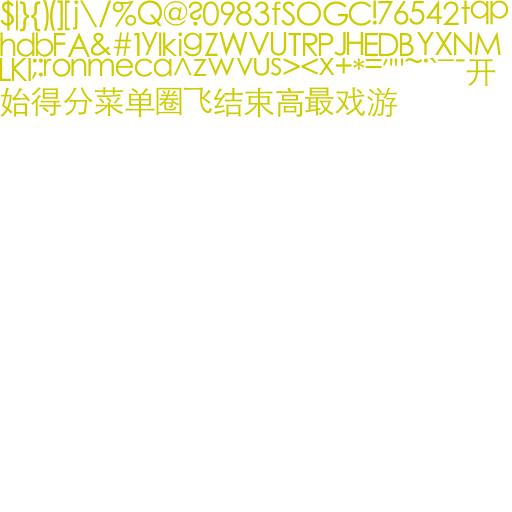 $|}{)(][j\/%Q@?0983fSOGC!76542tqp
hdbFA&#1ylkigZWVUTRPJHEDBYXNM
LKI;:ronmeca^zwvus><x+*="'~.,`_-开
始得分菜单圈飞结束高最戏游